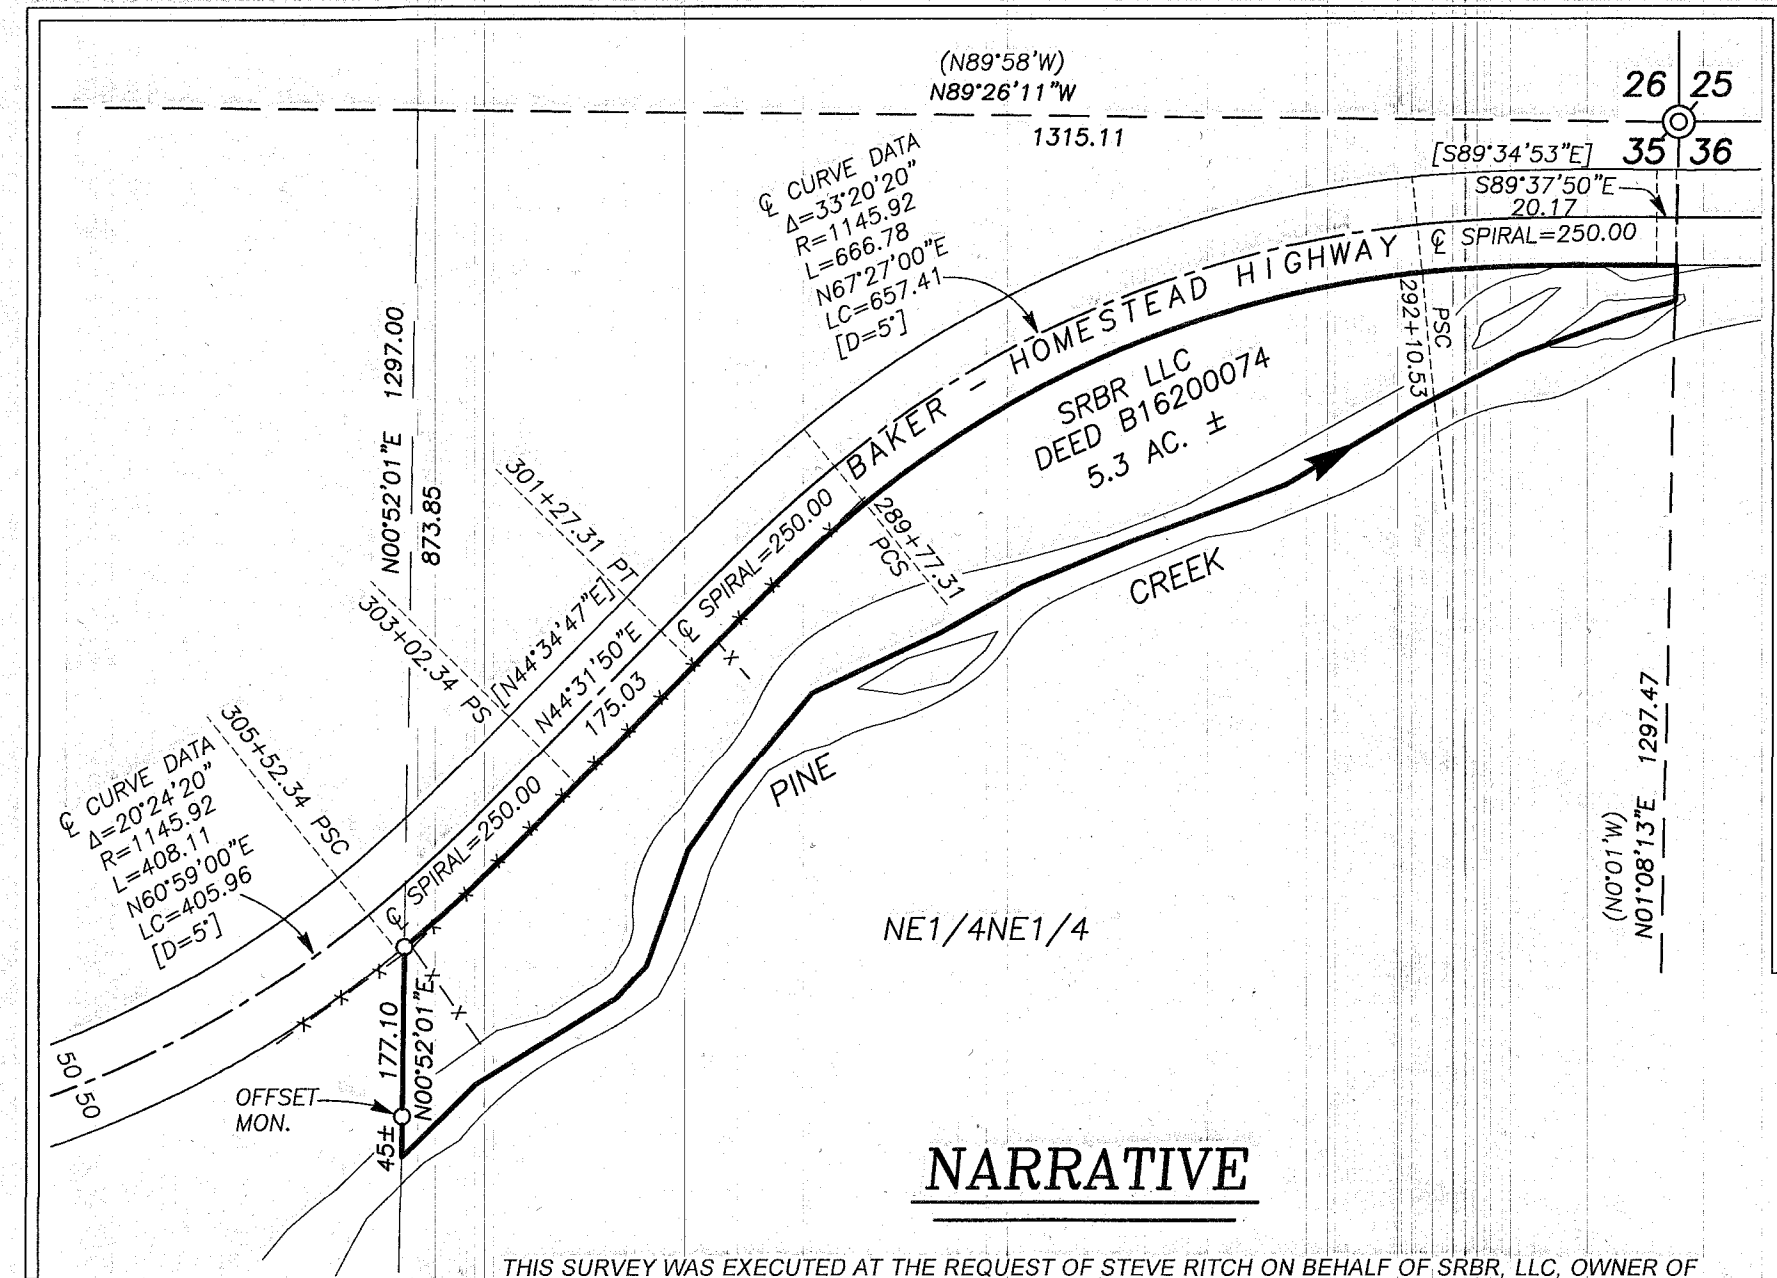 (N89°58'W)
N89°26'11"W
1315.11
26 25
35 36
[S89°34'53"E]
S89°37'50"E
20.17
℄ SPIRAL=250.00
℄ CURVE DATA
Δ=33°20'20"
R=1145.92
L=666.78
N67°27'00"E
LC=657.41
[D=5°]
BAKER - HOMESTEAD HIGHWAY
292+10.53
PSC
SRBR LLC
DEED B16200074
5.3 AC. ±
N00°52'01"E 1297.00
873.85
301+27.31 PT
303+02.34 PS
[N44°34'47"E]
N44°31'50"E
175.03
℄ SPIRAL=250.00
289+77.31
PCS
CREEK
PINE
305+52.34 PSC
℄ CURVE DATA
Δ=20°24'20"
R=1145.92
L=408.11
N60°59'00"E
LC=405.96
[D=5°]
℄ SPIRAL=250.00
(N0°01'W)
N01°08'13"E 1297.47
NE1/4NE1/4
177.10
N00°52'01"E
50
50
OFFSET
MON.
45±
NARRATIVE
THIS SURVEY WAS EXECUTED AT THE REQUEST OF STEVE RITCH ON BEHALF OF SRBR, LLC, OWNER OF